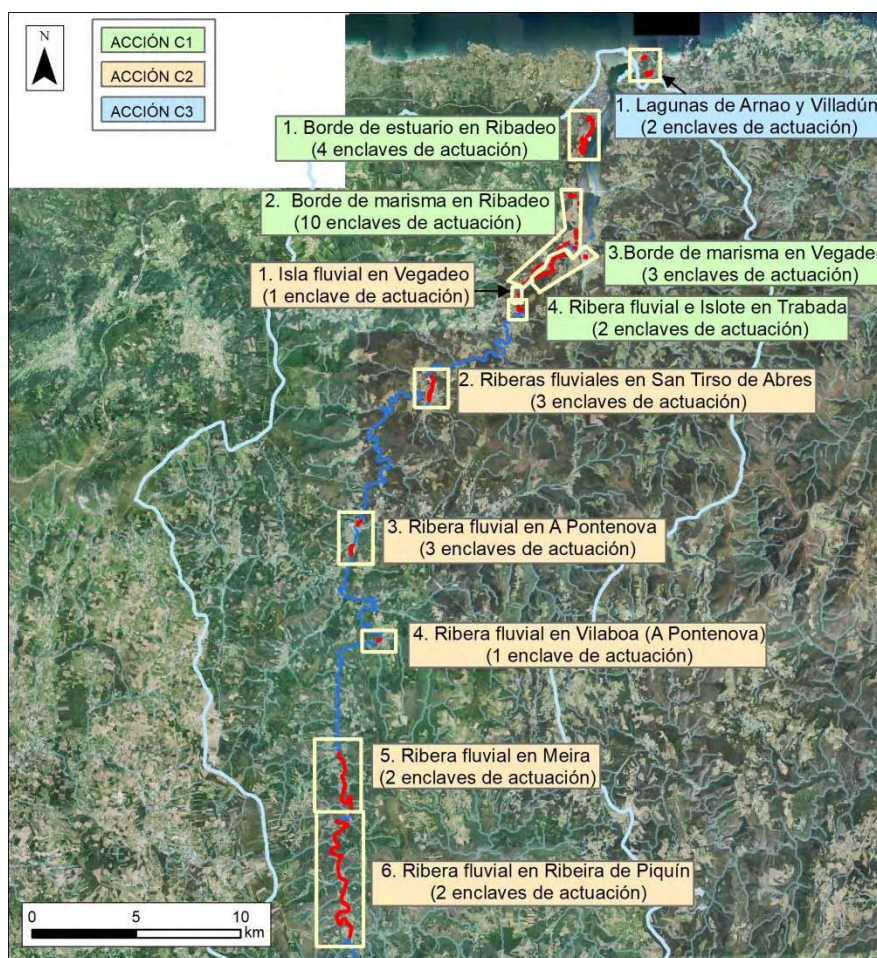 N
ACCIÓN C1
ACCIÓN C2
ACCIÓN C3
1. Lagunas de Arnao y Villadún
(2 enclaves de actuación)
1. Borde de estuario en Ribadeo
(4 enclaves de actuación)
2. Borde de marisma en Ribadeo
(10 enclaves de actuación)
3.Borde de marisma en Vegadeo
(3 enclaves de actuación)
1. Isla fluvial en Vegadeo
(1 enclave de actuación)
4. Ribera fluvial e Islote en Trabada
(2 enclaves de actuación)
2. Riberas fluviales en San Tirso de Abres
(3 enclaves de actuación)
3. Ribera fluvial en A Pontenova
(3 enclaves de actuación)
4. Ribera fluvial en Vilaboa (A Pontenova)
(1 enclave de actuación)
5. Ribera fluvial en Meira
(2 enclaves de actuación)
6. Ribera fluvial en Ribeira de Piquín
(2 enclaves de actuación)
0 5 10
km